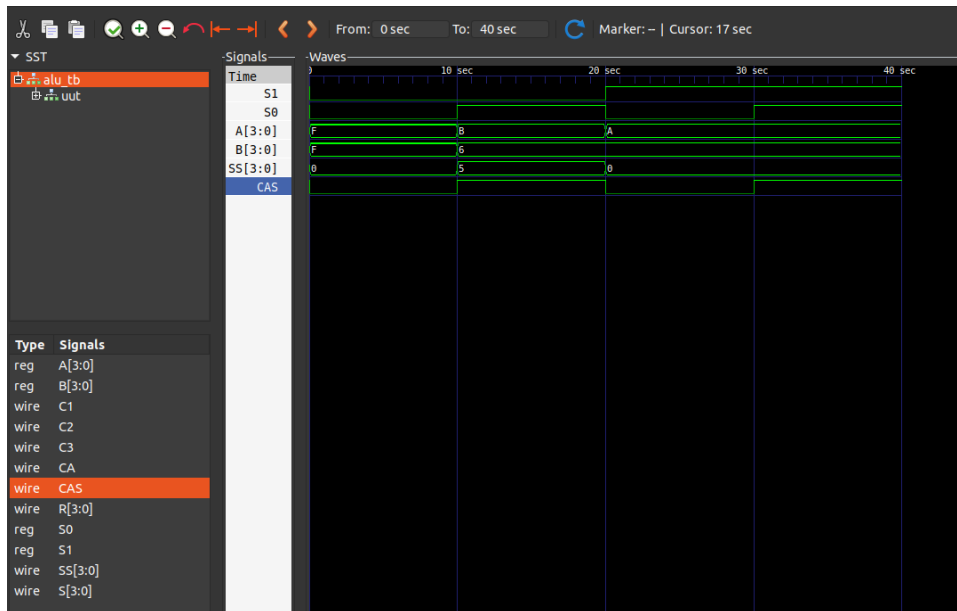 From: 0 sec To: 40 sec Marker: -- | Cursor: 17 sec
SST
alu_tb
uut
Type Signals
reg A[3:0]
reg B[3:0]
wire C1
wire C2
wire C3
wire CA
wire CAS
wire R[3:0]
reg S0
reg S1
wire SS[3:0]
wire S[3:0]
Signals
Time
S1
S0
A[3:0]
B[3:0]
SS[3:0]
CAS
Waves
0 10 sec 20 sec 30 sec 40 sec
F B A
F 6
0 5 0